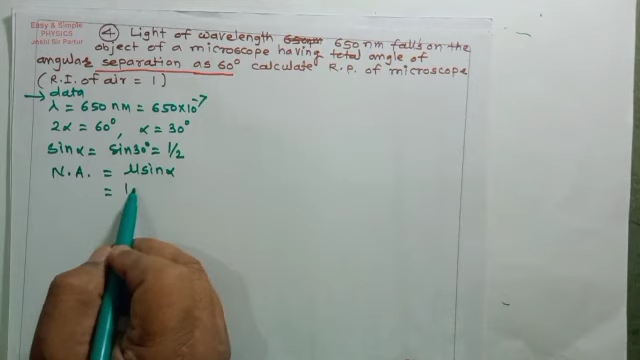 Easy & Simple
PHYSICS
Joshi Sir Partur
④ Light of wavelength 650 nm falls on the
object of a microscope having total angle of
angular separation as 60° calculate R.P. of microscope
(R.I. of air = 1)
→ data
λ = 650 nm = 650×10⁻⁷
2α = 60°, α = 30°
sinα = sin30° = 1/2
N.A. = μsinα
= 1